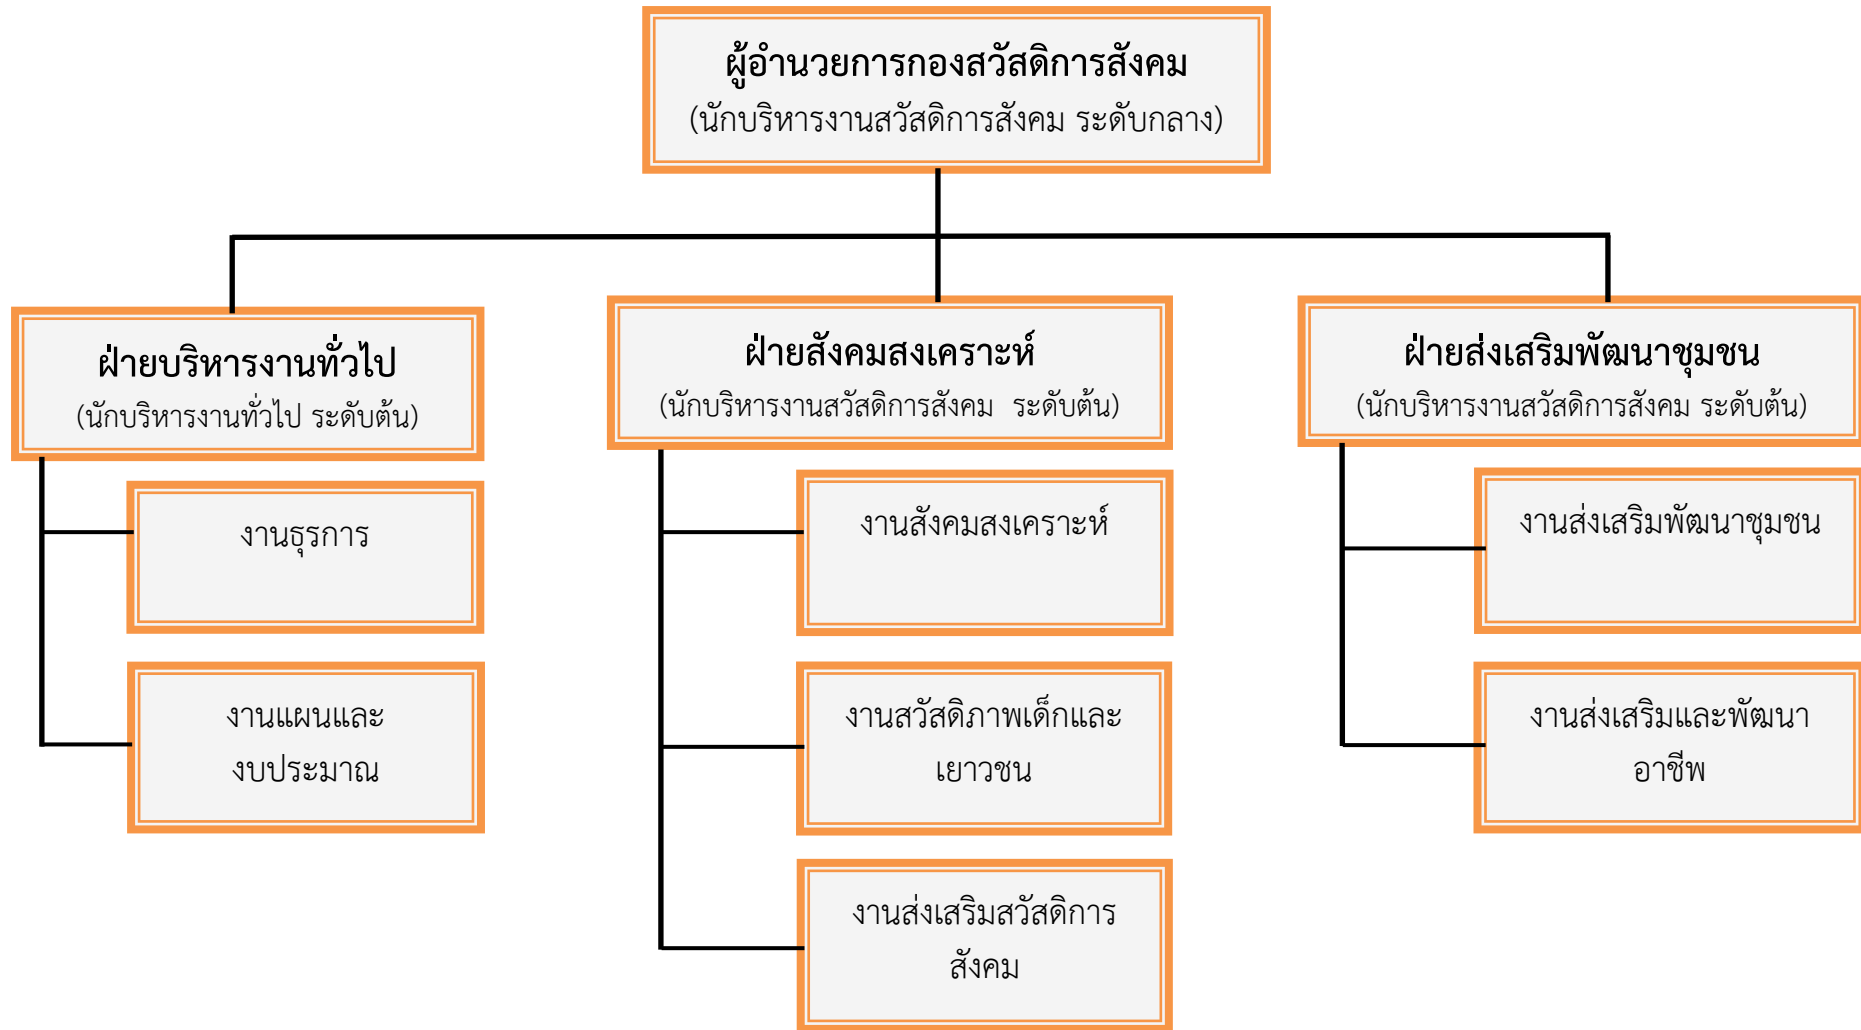 ผู้อำนวยการกองสวัสดิการสังคม
(นักบริหารงานสวัสดิการสังคม ระดับกลาง)
ฝ่ายบริหารงานทั่วไป
(นักบริหารงานทั่วไป ระดับต้น)
งานธุรการ
งานแผนและ
งบประมาณ
ฝ่ายสังคมสงเคราะห์
(นักบริหารงานสวัสดิการสังคม ระดับต้น)
งานสังคมสงเคราะห์
งานสวัสดิภาพเด็กและ
เยาวชน
งานส่งเสริมสวัสดิการ
สังคม
ฝ่ายส่งเสริมพัฒนาชุมชน
(นักบริหารงานสวัสดิการสังคม ระดับต้น)
งานส่งเสริมพัฒนาชุมชน
งานส่งเสริมและพัฒนา
อาชีพ